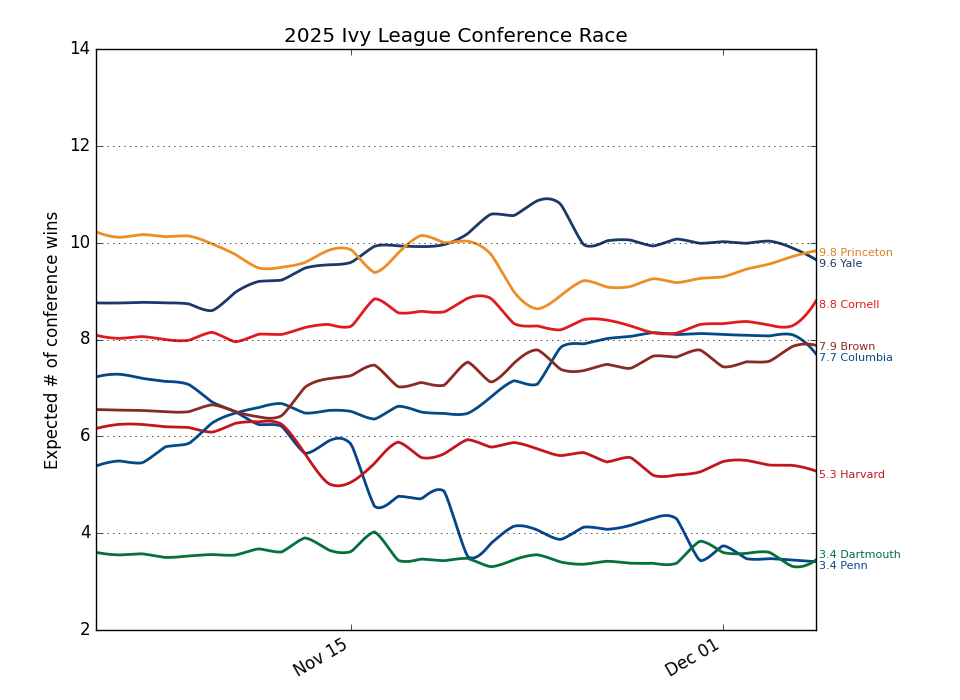 2025 Ivy League Conference Race
Expected # of conference wins
14
12
10
8
6
4
2
Nov 15
Dec 01
9.8 Princeton
9.6 Yale
8.8 Cornell
7.9 Brown
7.7 Columbia
5.3 Harvard
3.4 Dartmouth
3.4 Penn